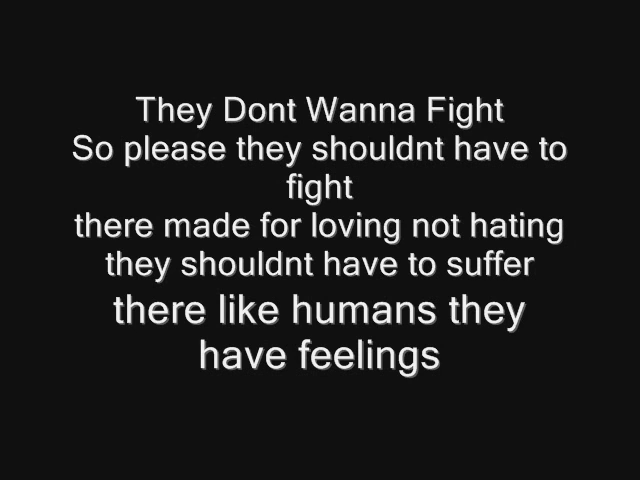 They Dont Wanna Fight
So please they shouldnt have to
fight
there made for loving not hating
they shouldnt have to suffer
there like humans they
have feelings